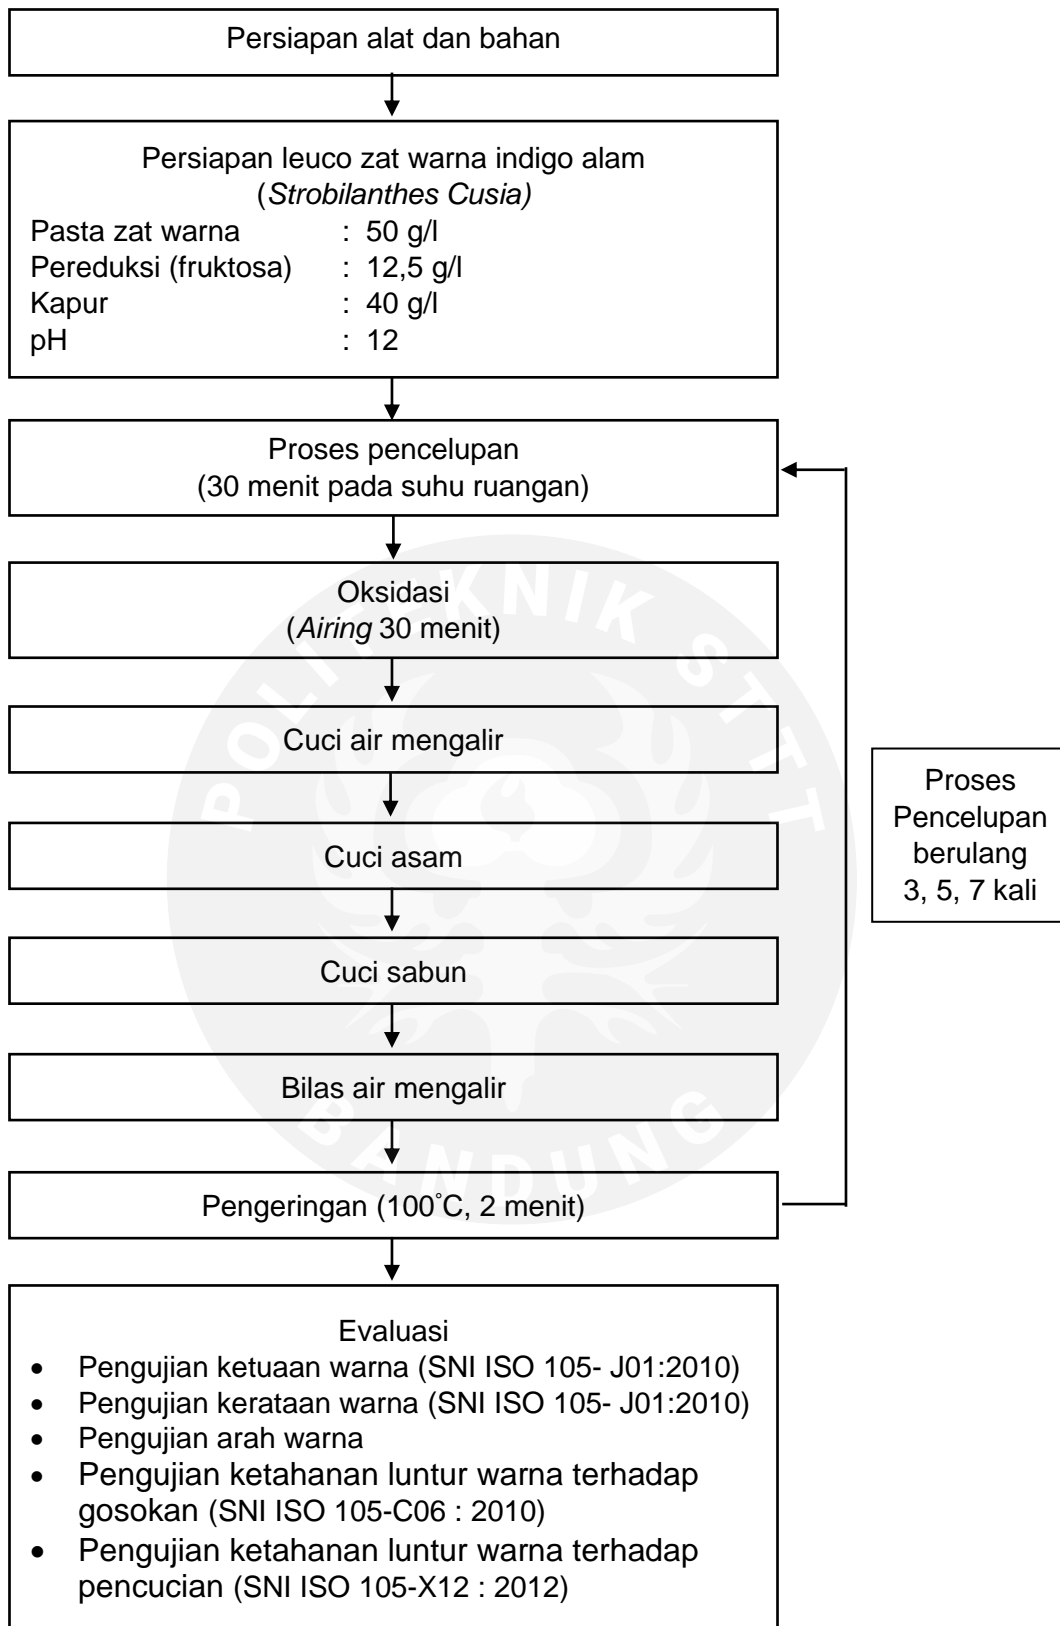 Persiapan alat dan bahan
Persiapan leuco zat warna indigo alam
(Strobilanthes Cusia)
Pasta zat warna : 50 g/l
Pereduksi (fruktosa) : 12,5 g/l
Kapur : 40 g/l
pH : 12
Proses pencelupan
(30 menit pada suhu ruangan)
Oksidasi
(Airing 30 menit)
Cuci air mengalir
Cuci asam
Cuci sabun
Bilas air mengalir
Pengeringan (100°C, 2 menit)
Proses
Pencelupan
berulang
3, 5, 7 kali
Evaluasi
• Pengujian ketuaan warna (SNI ISO 105- J01:2010)
• Pengujian kerataan warna (SNI ISO 105- J01:2010)
• Pengujian arah warna
• Pengujian ketahanan luntur warna terhadap
gosokan (SNI ISO 105-C06 : 2010)
• Pengujian ketahanan luntur warna terhadap
pencucian (SNI ISO 105-X12 : 2012)
POLITEKNIK STTT
BANDUNG